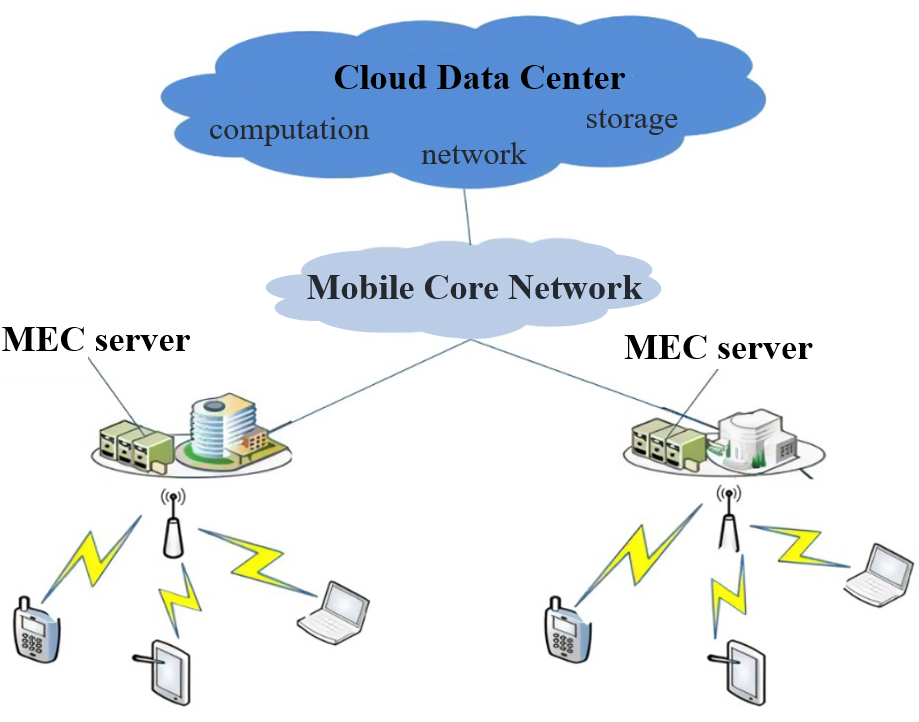 Cloud Data Center
computation
storage
network
Mobile Core Network
MEC server
MEC server